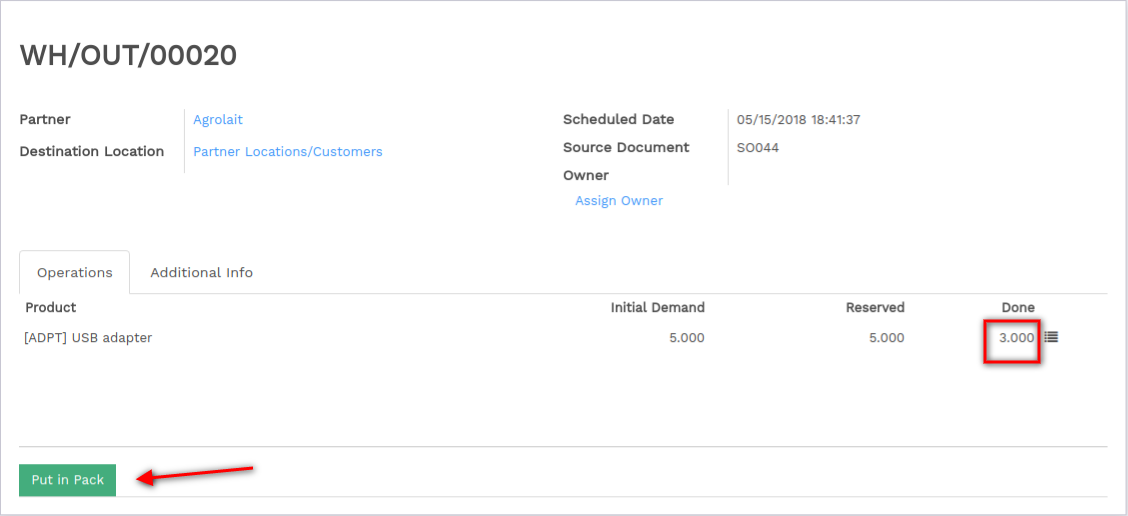 WH/OUT/00020
Partner Agrolait
Destination Location Partner Locations/Customers
Scheduled Date 05/15/2018 18:41:37
Source Document SO044
Owner
Assign Owner
Operations Additional Info
Product Initial Demand Reserved Done
[ADPT] USB adapter 5.000 5.000 3.000
Put in Pack